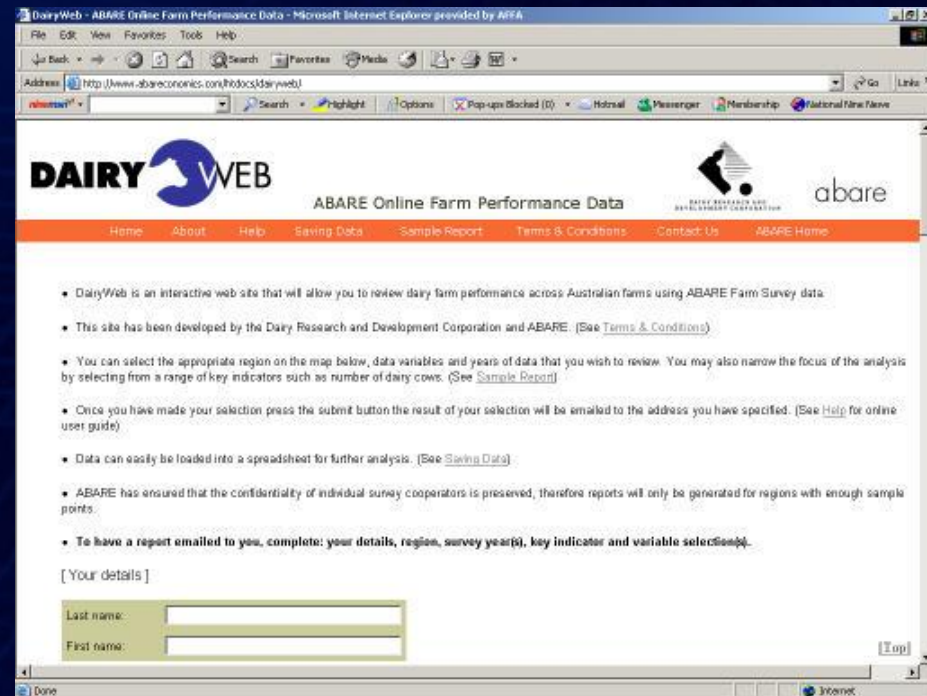 DairyWeb - ABARE Online Farm Performance Data - Microsoft Internet Explorer provided by AFFA
File Edit View Favorites Tools Help
Back Search Favorites Media
Address http://www.abareconomics.com/htdocs/dairyweb/ Go Links
Search Highlight Options Pop-ups Blocked (0) Hotmail Messenger Membership National Nine News
DAIRY WEB
ABARE Online Farm Performance Data
DAIRY RESEARCH AND
DEVELOPMENT CORPORATION
abare
Home About Help Saving Data Sample Report Terms & Conditions Contact Us ABARE Home
• DairyWeb is an interactive web site that will allow you to review dairy farm performance across Australian farms using ABARE Farm Survey data.
• This site has been developed by the Dairy Research and Development Corporation and ABARE. (See Terms & Conditions)
• You can select the appropriate region on the map below, data variables and years of data that you wish to review. You may also narrow the focus of the analysis
by selecting from a range of key indicators such as number of dairy cows. (See Sample Report)
• Once you have made your selection press the submit button the result of your selection will be emailed to the address you have specified. (See Help for online
user guide)
• Data can easily be loaded into a spreadsheet for further analysis. (See Saving Data)
• ABARE has ensured that the confidentiality of individual survey cooperators is preserved, therefore reports will only be generated for regions with enough sample
points.
• To have a report emailed to you, complete: your details, region, survey year(s), key indicator and variable selection(s).
[ Your details ]
Last name:
First name:
[Top]
Done Internet